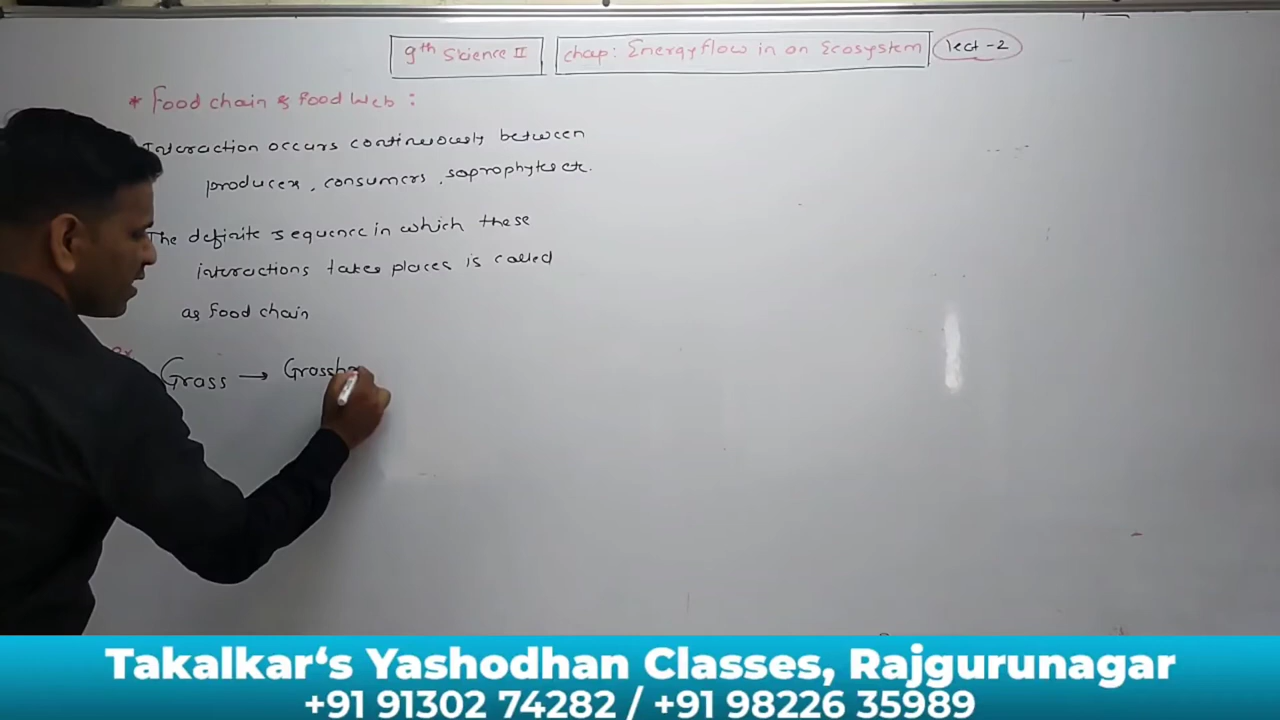 9th Science II
chap: Energy flow in an Ecosystem
lect -2
* Food chain & Food Web :
Interaction occurs continuously between
producers, consumers, saprophytes etc.
The definite sequence in which these
interactions takes places is called
as Food chain
ex
Grass → Grassho
Takalkar‘s Yashodhan Classes, Rajgurunagar
+91 91302 74282 / +91 98226 35989